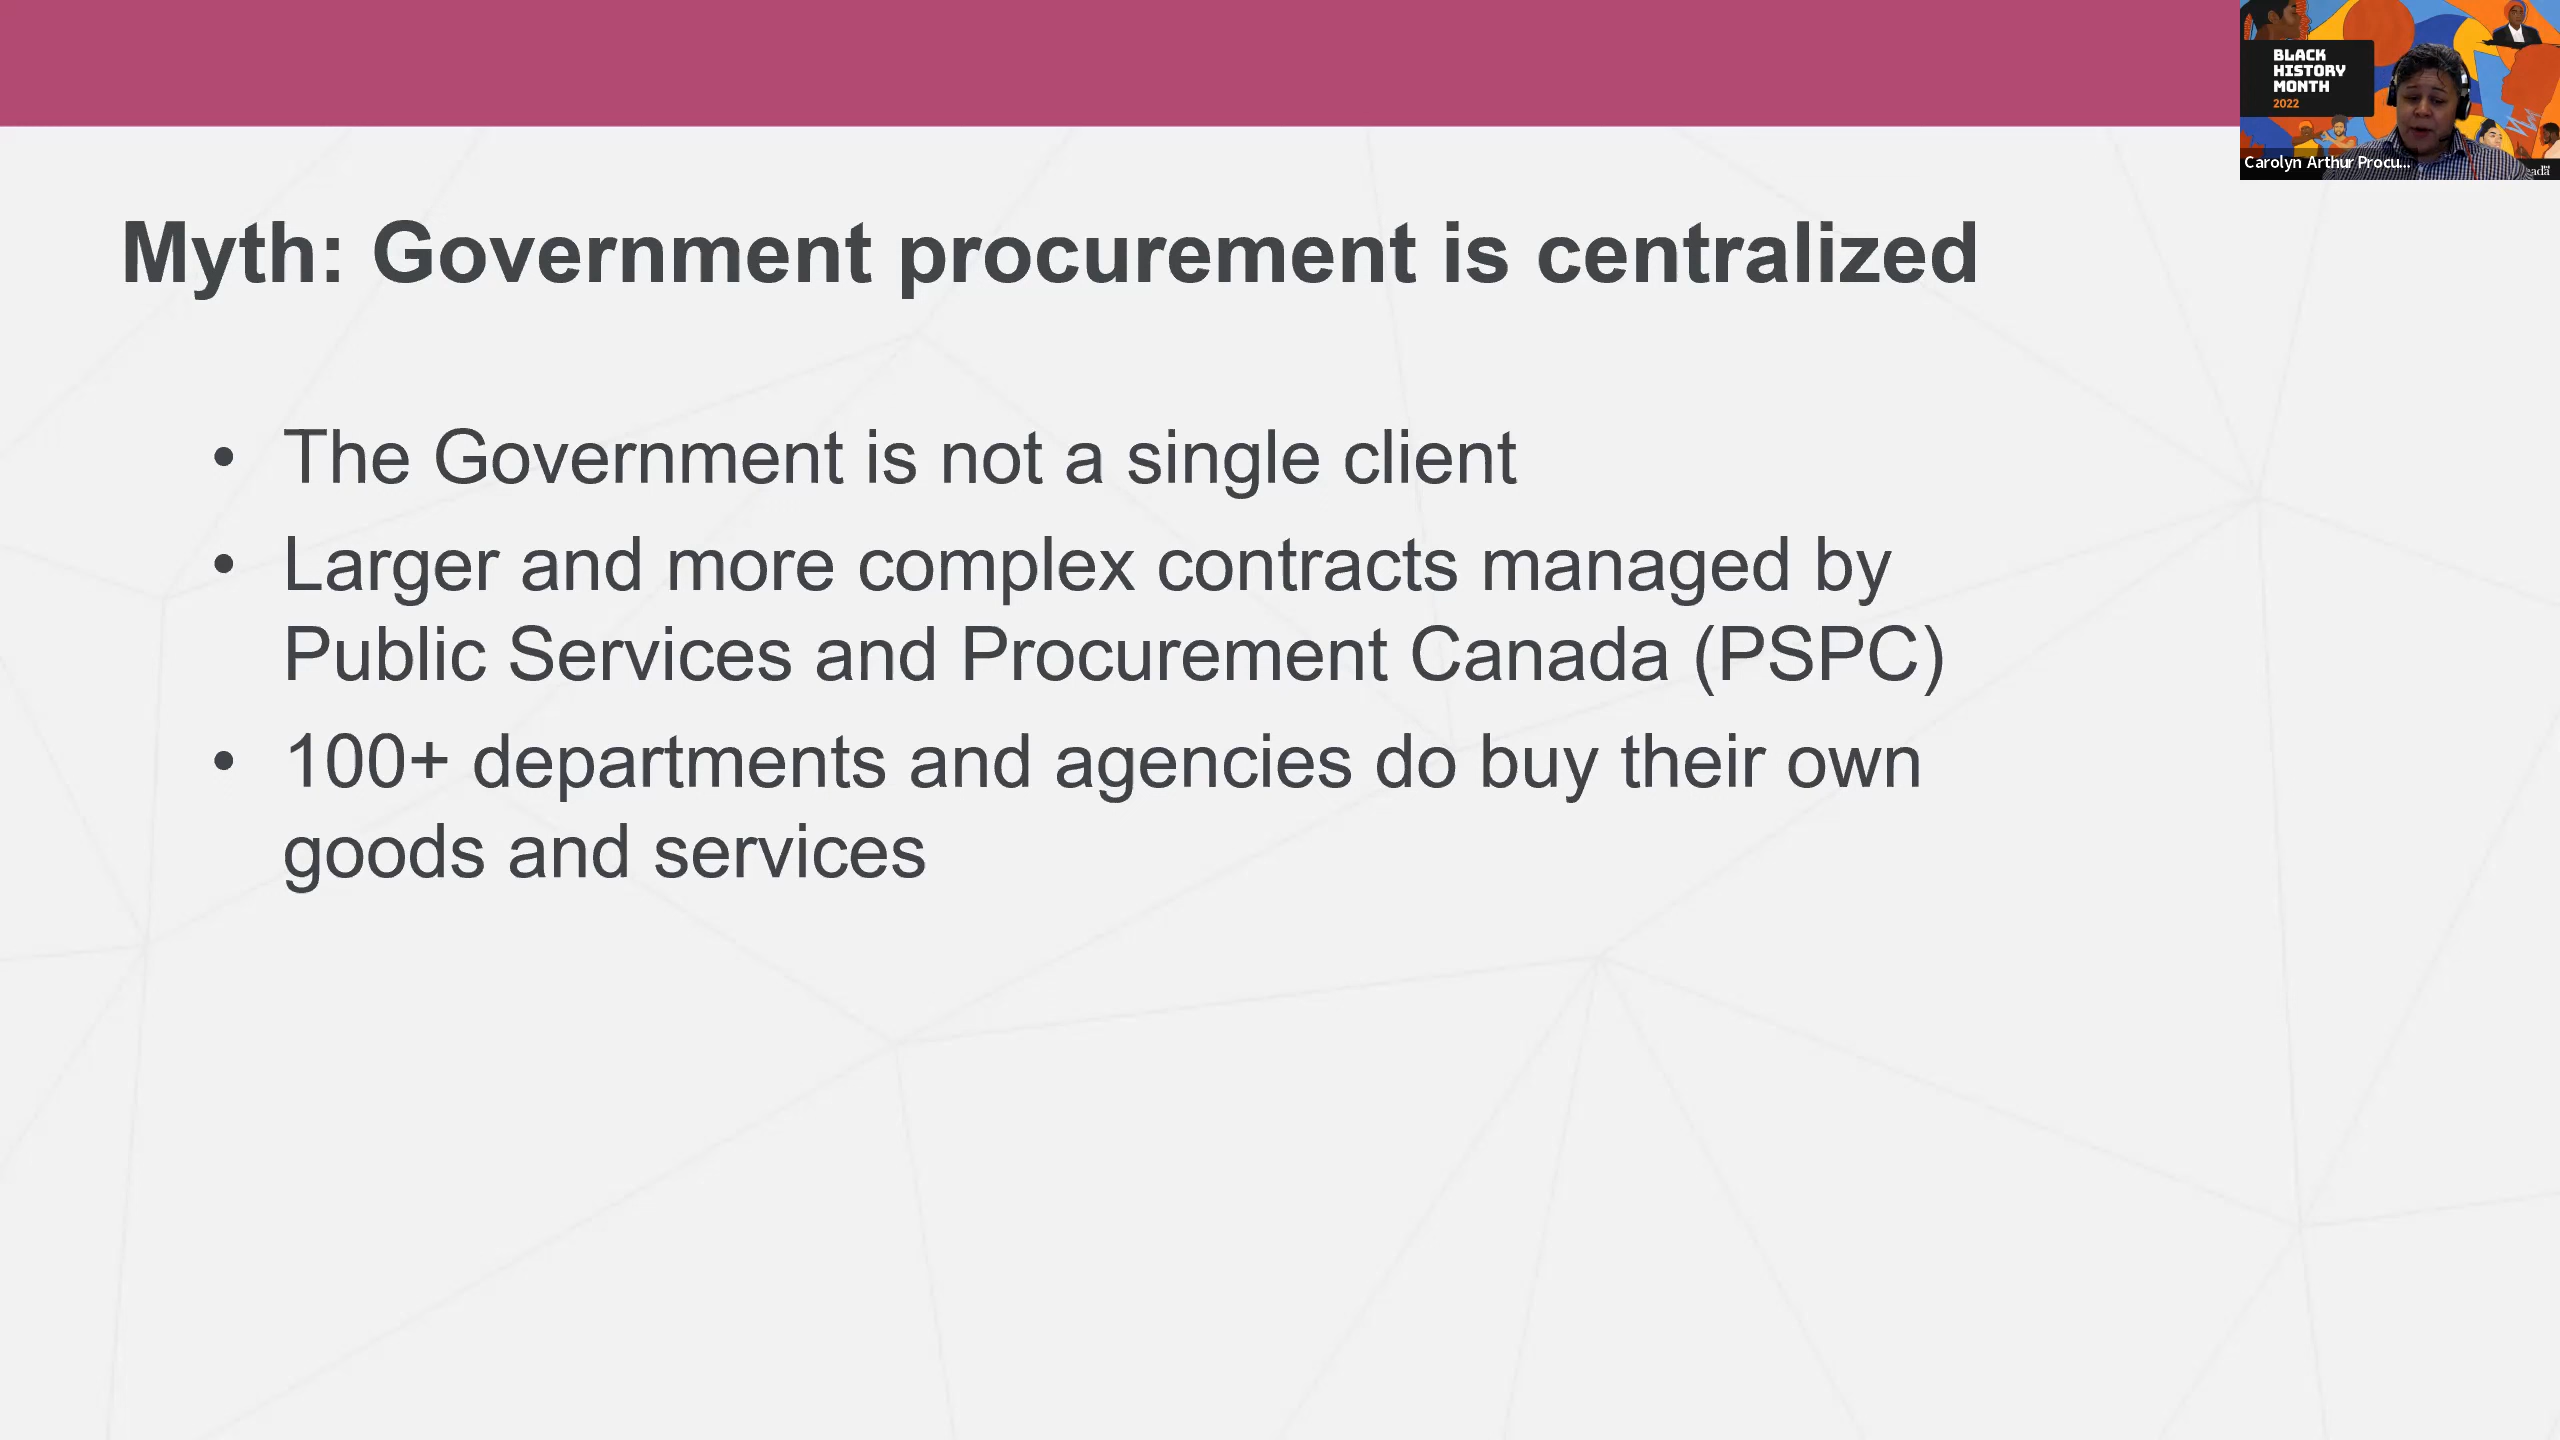 BLACK
HISTORY
MONTH
2022
Carolyn Arthur Procu...
Myth: Government procurement is centralized
• The Government is not a single client
• Larger and more complex contracts managed by
Public Services and Procurement Canada (PSPC)
• 100+ departments and agencies do buy their own
goods and services